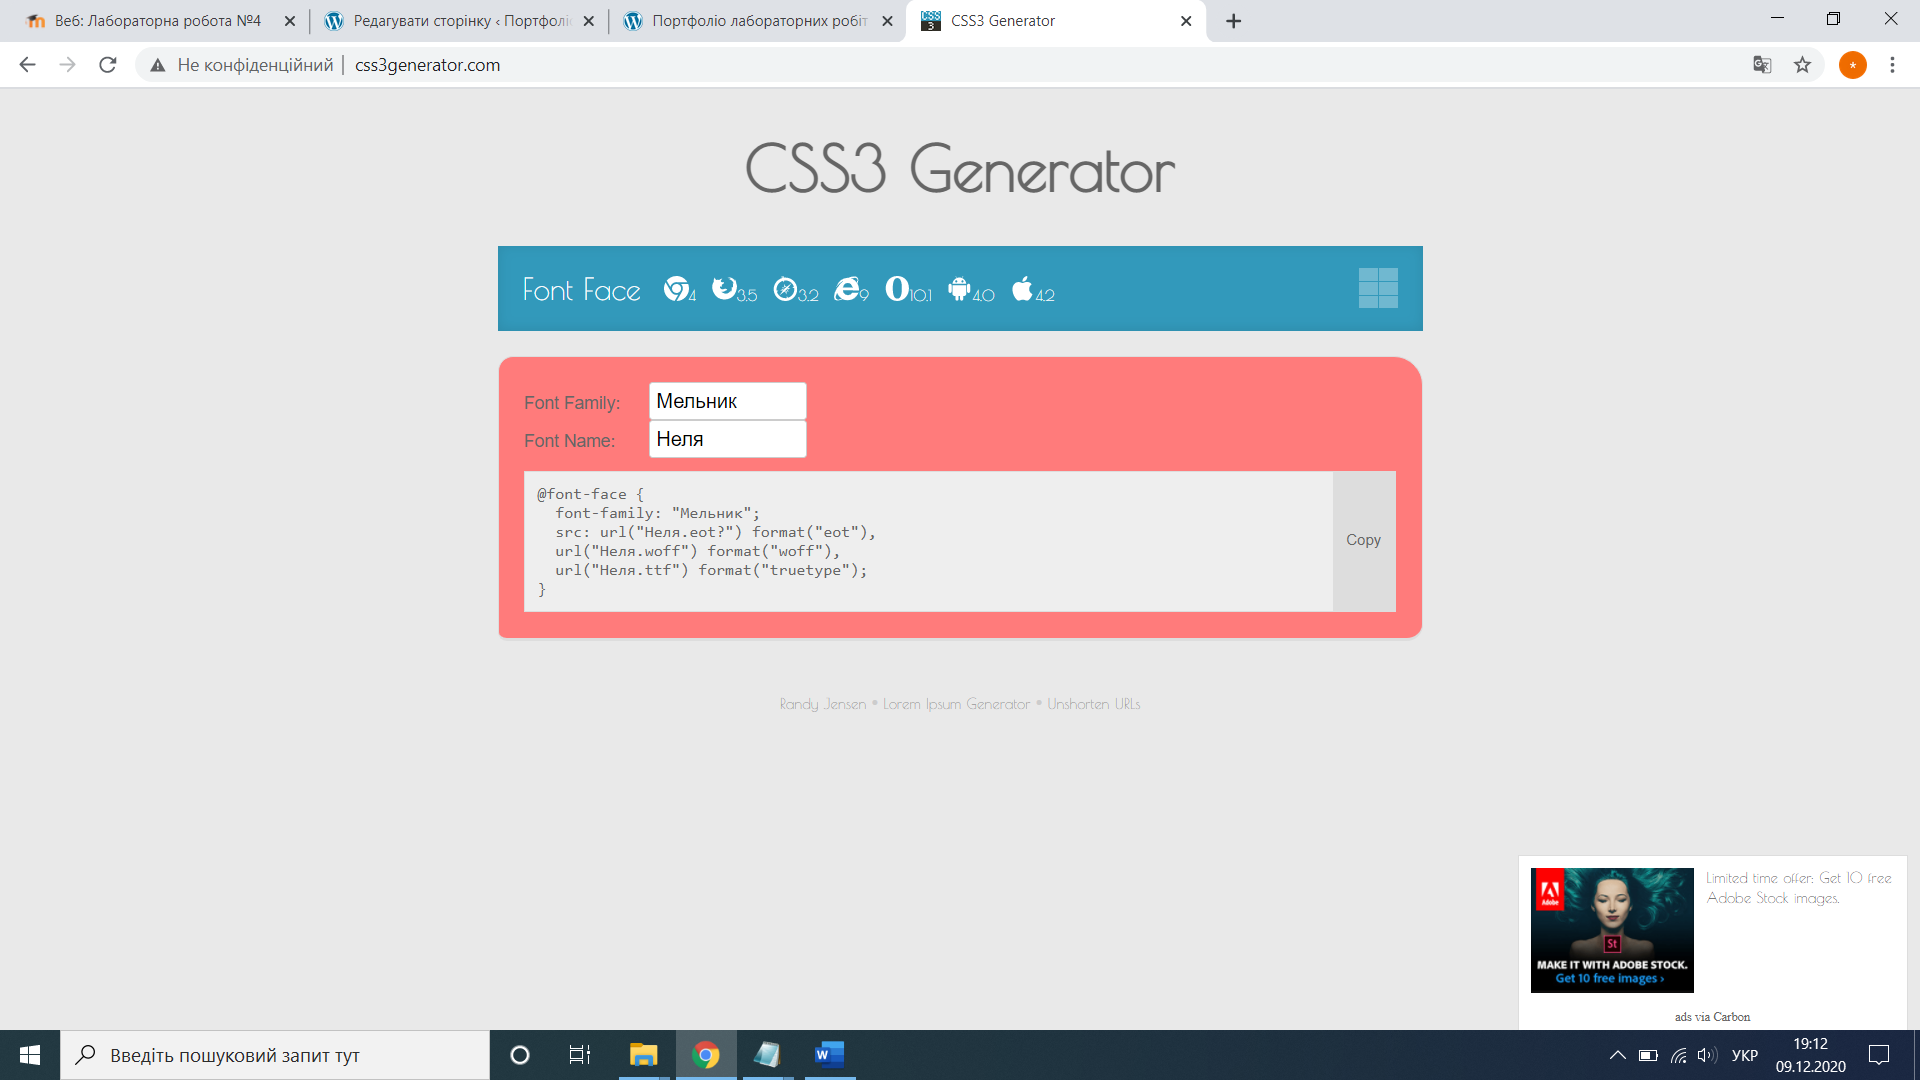 Веб: Лабораторна робота №4
Редагувати сторінку ‹ Портфоліо
Портфоліо лабораторних робіт
CSS3 Generator
Не конфіденційний
css3generator.com
CSS3 Generator
Font Face 4 3.5 3.2 9 10.1 4.0 4.2
Font Family: Мельник
Font Name: Неля
@font-face {
font-family: "Мельник";
src: url("Неля.eot?") format("eot"),
url("Неля.woff") format("woff"),
url("Неля.ttf") format("truetype");
}
Copy
Randy Jensen * Lorem Ipsum Generator * Unshorten URLs
Adobe
St
MAKE IT WITH ADOBE STOCK.
Get 10 free images ›
Limited time offer: Get 10 free
Adobe Stock images.
ads via Carbon
Введіть пошуковий запит тут
УКР
19:12
09.12.2020